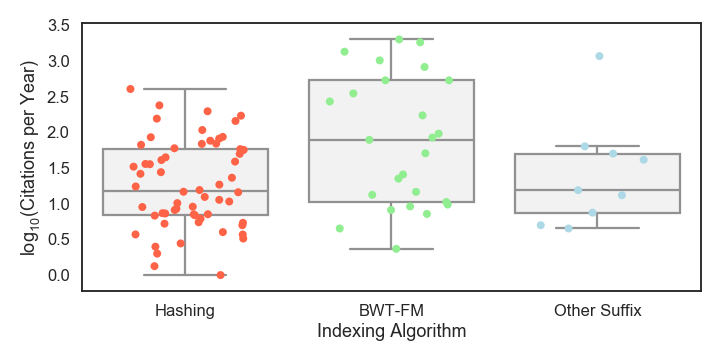 3.5
3.0
2.5
2.0
1.5
1.0
0.5
0.0
log₁₀(Citations per Year)
Hashing BWT-FM Other Suffix
Indexing Algorithm